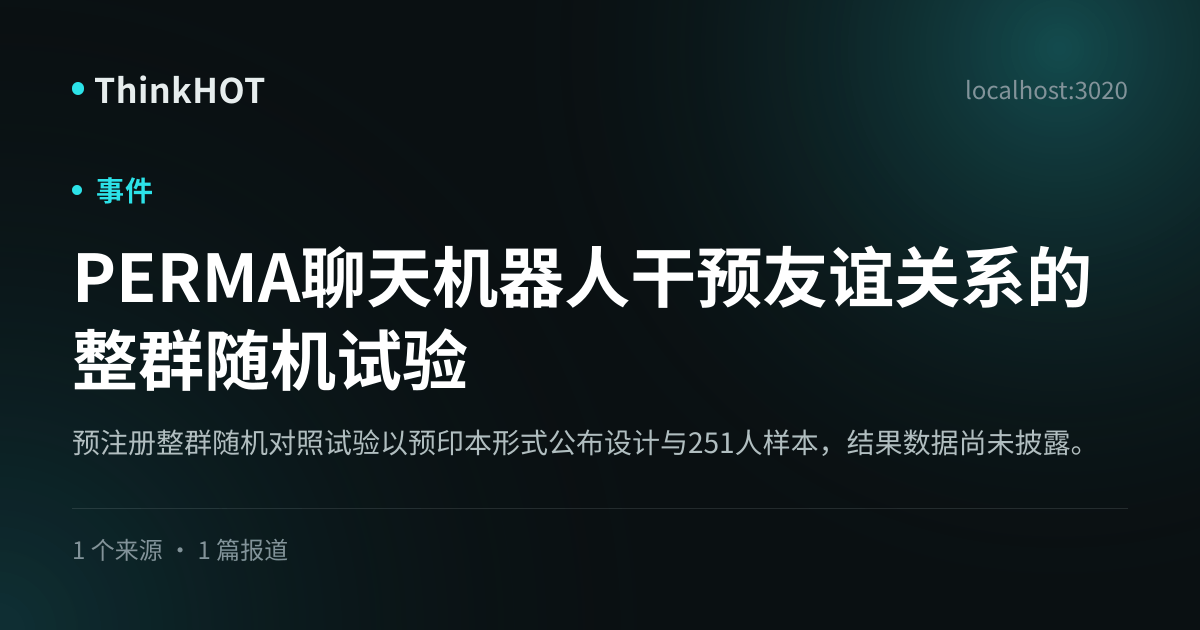 ThinkHOT
localhost:3020
事件
PERMA聊天机器人干预友谊关系的
整群随机试验
预注册整群随机对照试验以预印本形式公布设计与251人样本，结果数据尚未披露。
1 个来源 · 1 篇报道